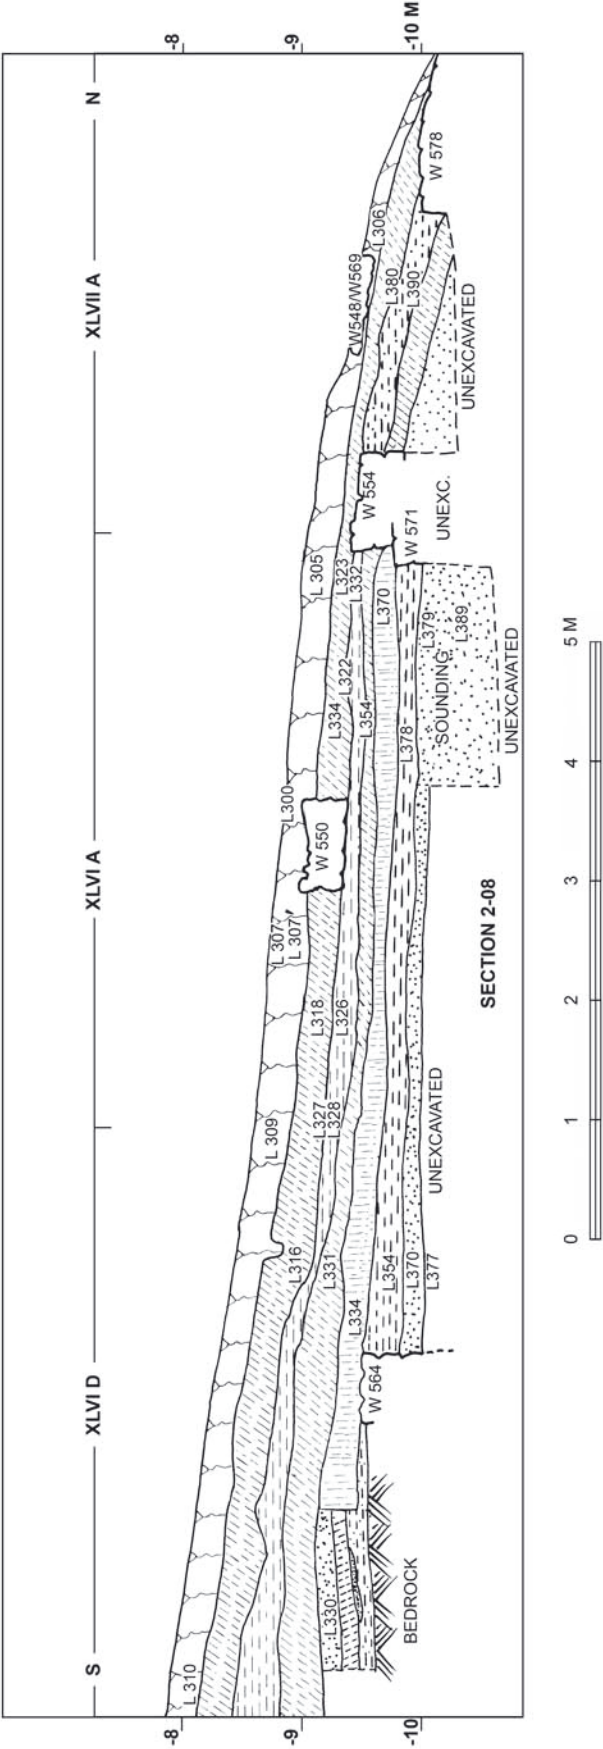 S XLVI D XLVI A XLVII A N
-8 -8
-9 -9
-10 -10 M
L 310
L 309
L 307
L 307'
L300
L 305
L306
W548/W569
L316
L318
W 550
L334
L322
L323
L332
W 554
L380
L390
W 578
L327
L328
L326
L331
L354
L370
L330
L334
W 564
L354
L370
L377
L378
L379
L389
SOUNDING
W 571
UNEXC.
UNEXCAVATED
UNEXCAVATED
UNEXCAVATED
BEDROCK
SECTION 2-08
0 1 2 3 4 5 M